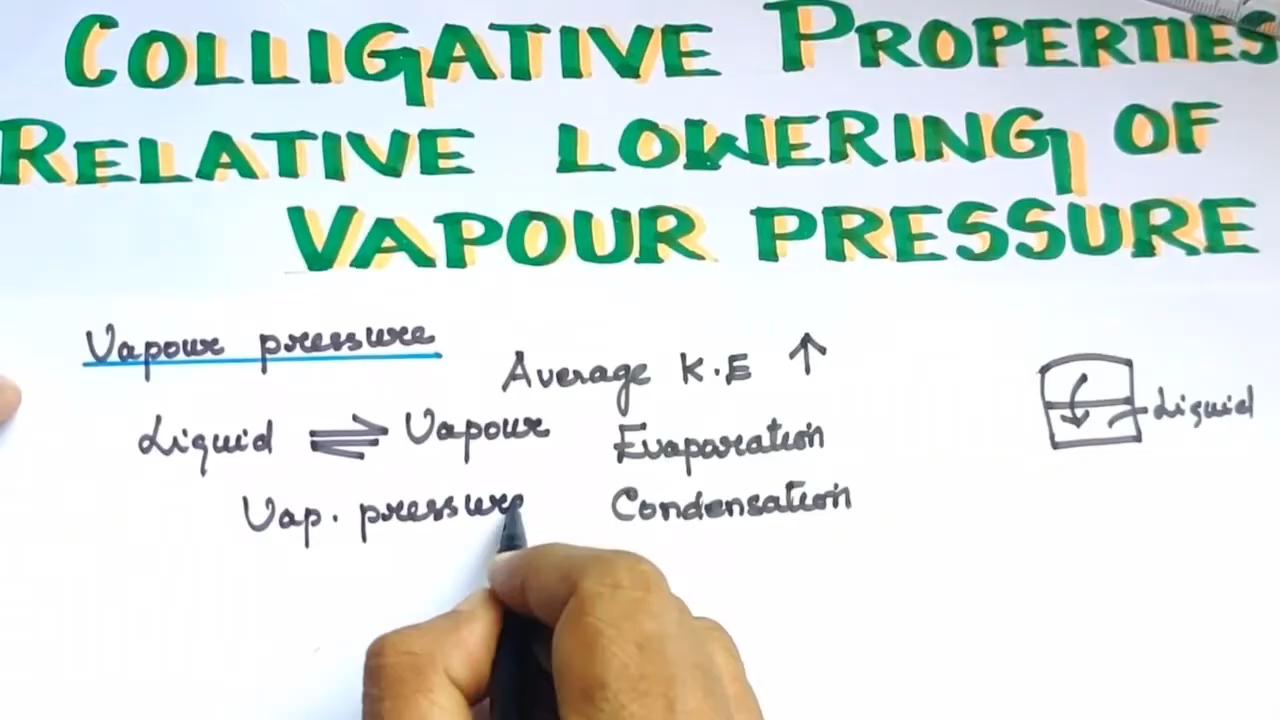 COLLIGATIVE PROPERTIES
RELATIVE LOWERING OF
VAPOUR PRESSURE
Vapour pressure
Average K.E ↑
Liquid ⇌ Vapour
Evaporation
Liquid
Vap. pressure
Condensation